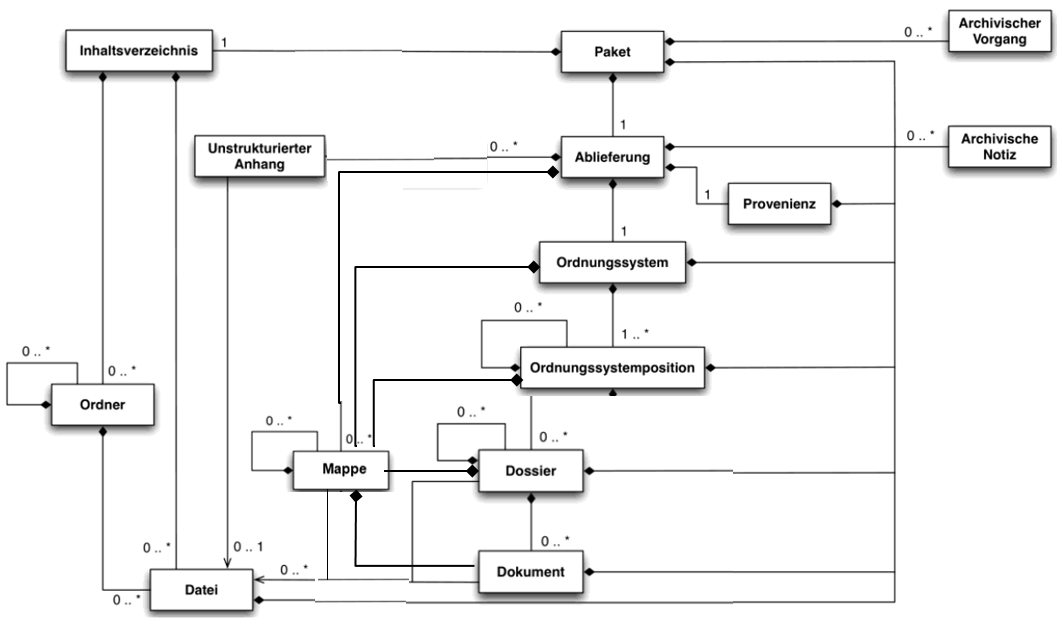 Archivischer
Vorgang
0 .. *
Inhaltsverzeichnis
1
Paket
1
0 .. *
Archivische
Notiz
Unstrukturierter
Anhang
0 .. *
Ablieferung
1
Provenienz
1
Ordnungssystem
0 .. *
1 .. *
0 .. *
0 .. *
Ordnungssystemposition
Ordner
0 .. *
0 .. *
0 .. *
0 .. *
Mappe
Dossier
0 .. *
0 .. 1
0 .. *
0 .. *
Dokument
Datei
0 .. *